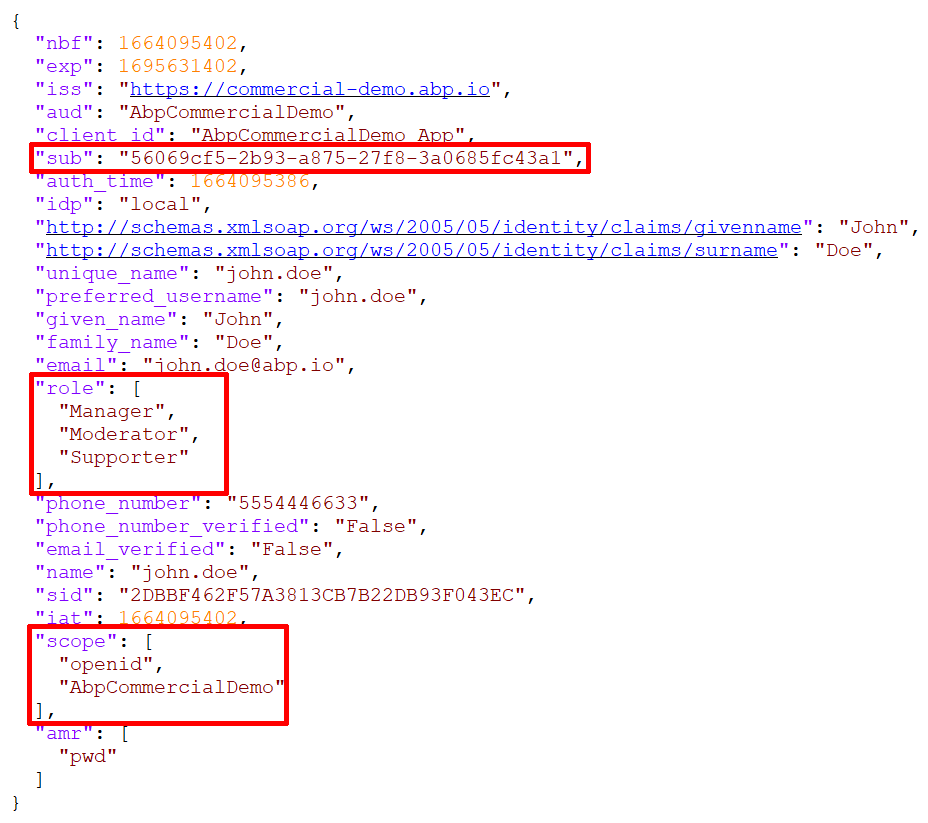 {
"nbf": 1664095402,
"exp": 1695631402,
"iss": "https://commercial-demo.abp.io",
"aud": "AbpCommercialDemo",
"client_id": "AbpCommercialDemo_App",
"sub": "56069cf5-2b93-a875-27f8-3a0685fc43a1",
"auth_time": 1664095386,
"idp": "local",
"http://schemas.xmlsoap.org/ws/2005/05/identity/claims/givenname": "John",
"http://schemas.xmlsoap.org/ws/2005/05/identity/claims/surname": "Doe",
"unique_name": "john.doe",
"preferred_username": "john.doe",
"given_name": "John",
"family_name": "Doe",
"email": "john.doe@abp.io",
"role": [
"Manager",
"Moderator",
"Supporter"
],
"phone_number": "5554446633",
"phone_number_verified": "False",
"email_verified": "False",
"name": "john.doe",
"sid": "2DBBF462F57A3813CB7B22DB93F043EC",
"iat": 1664095402,
"scope": [
"openid",
"AbpCommercialDemo"
],
"amr": [
"pwd"
]
}